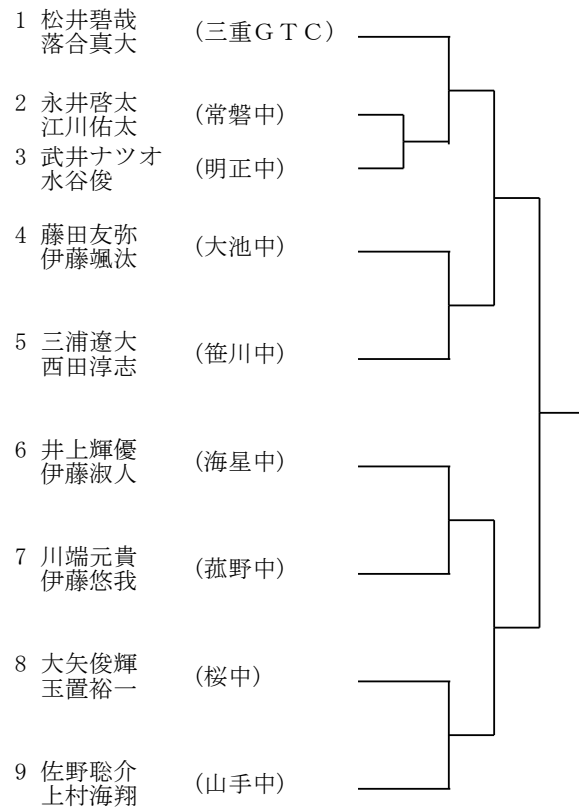 1 松井碧哉
落合真大
(三重ＧＴＣ)
2 永井啓太
江川佑太
(常磐中)
3 武井ナツオ
水谷俊
(明正中)
4 藤田友弥
伊藤颯汰
(大池中)
5 三浦遼大
西田淳志
(笹川中)
6 井上輝優
伊藤淑人
(海星中)
7 川端元貴
伊藤悠我
(菰野中)
8 大矢俊輝
玉置裕一
(桜中)
9 佐野聡介
上村海翔
(山手中)